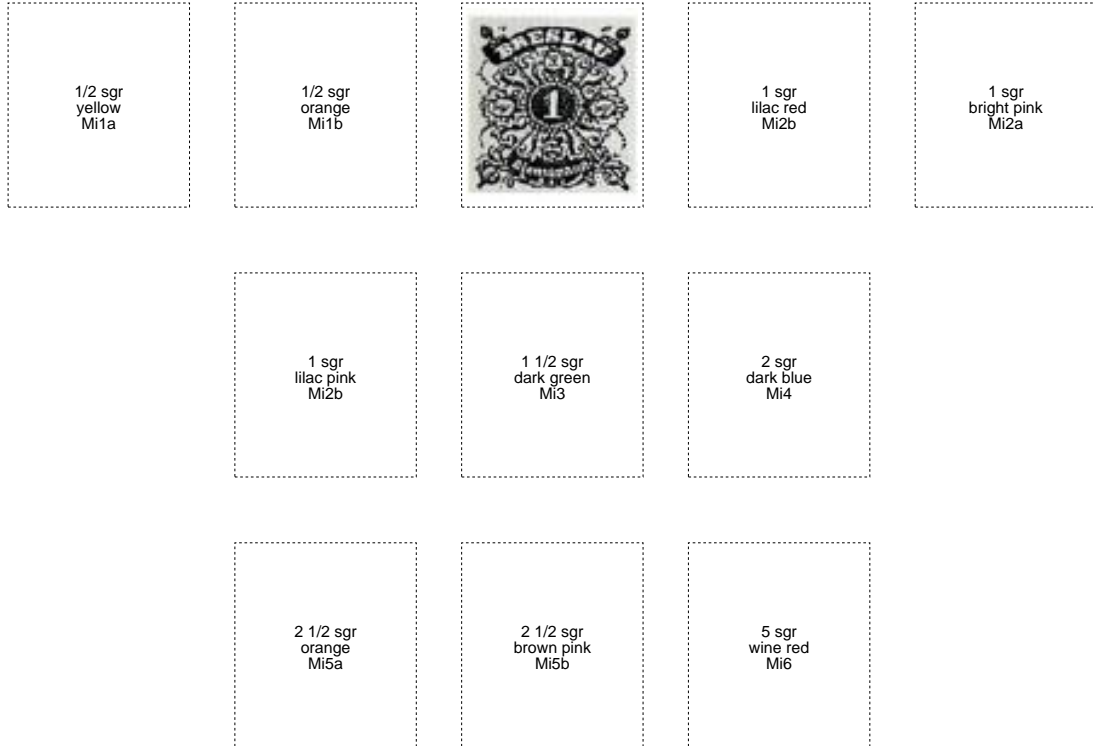 1/2 sgr
yellow
Mi1a
1/2 sgr
orange
Mi1b
BRESLAU
1
1 sgr
lilac red
Mi2b
1 sgr
bright pink
Mi2a
1 sgr
lilac pink
Mi2b
1 1/2 sgr
dark green
Mi3
2 sgr
dark blue
Mi4
2 1/2 sgr
orange
Mi5a
2 1/2 sgr
brown pink
Mi5b
5 sgr
wine red
Mi6